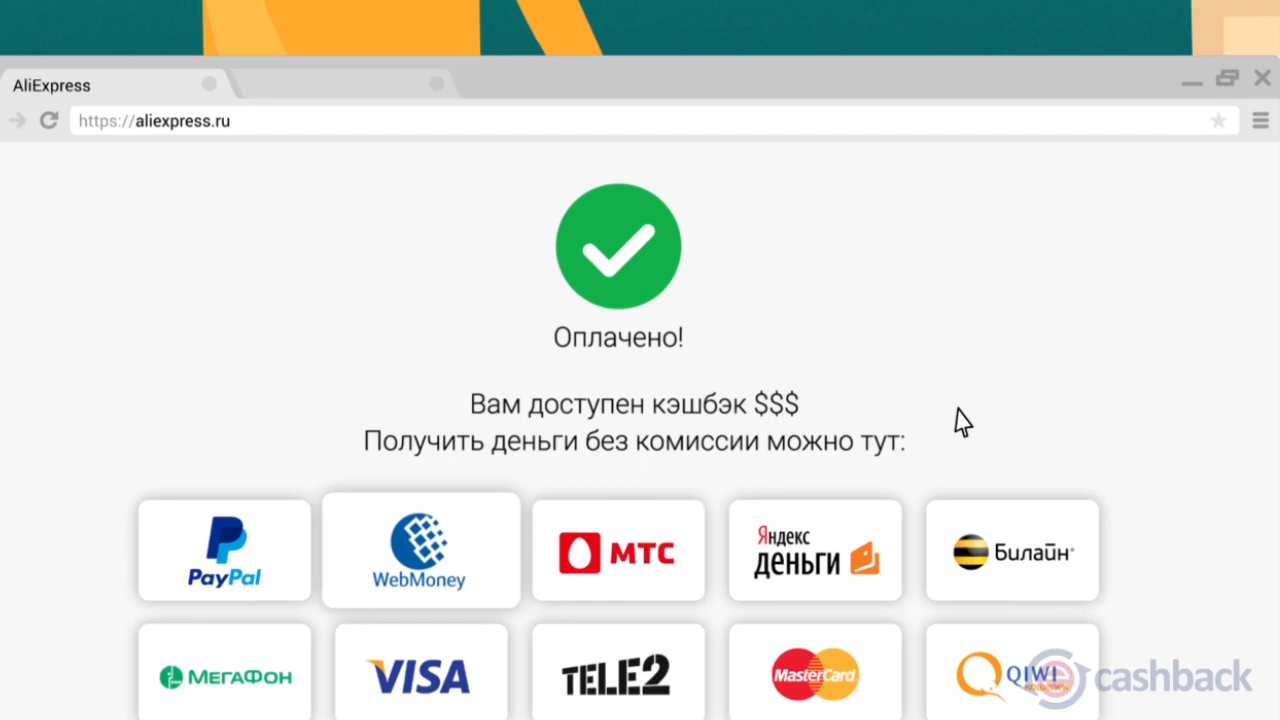 AliExpress
https://aliexpress.ru
Оплачено!
Вам доступен кэшбэк $$$
Получить деньги без комиссии можно тут:
PayPal
WebMoney
МТС
Яндекс
деньги
Билайн®
МЕГАФОН
VISA
TELE2
MasterCard
QIWI
КОШЕЛЕК
cashback